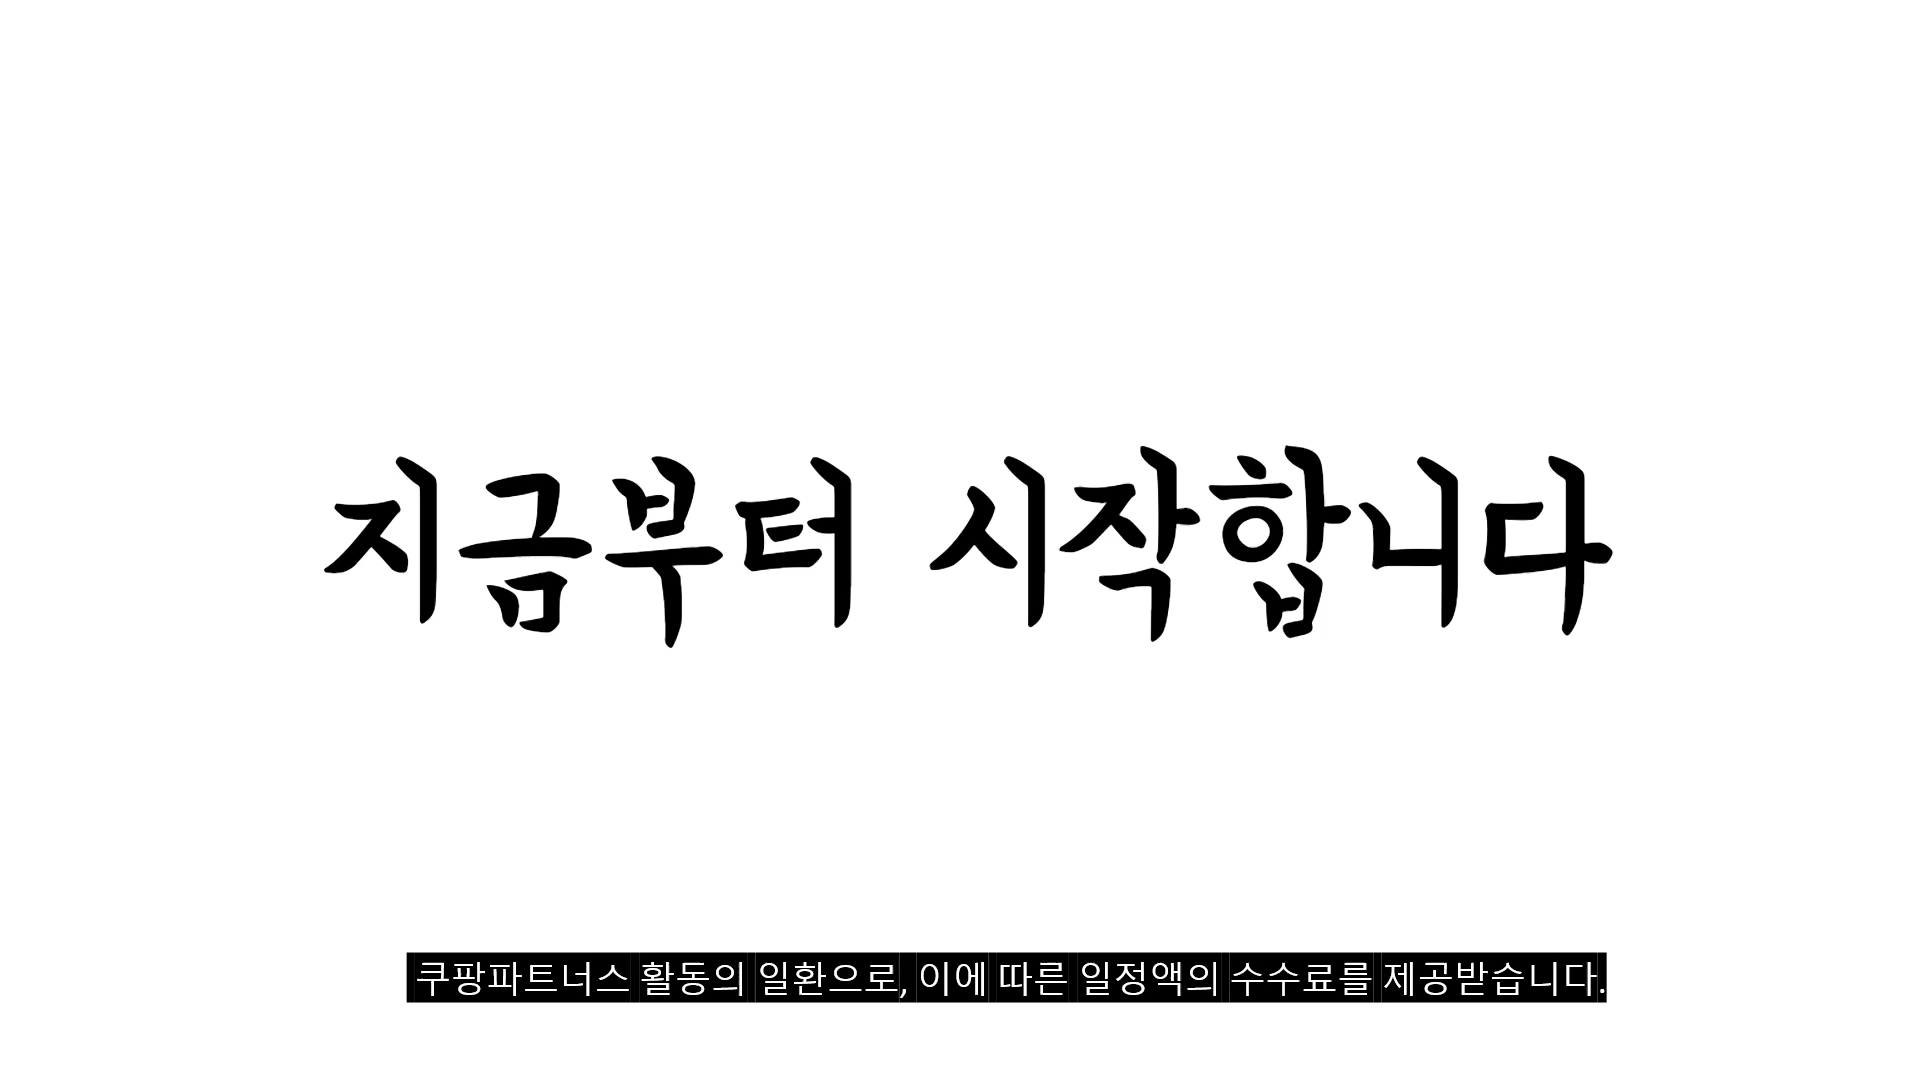 지금부터 시작합니다
쿠팡파트너스 활동의 일환으로, 이에 따른 일정액의 수수료를 제공받습니다.